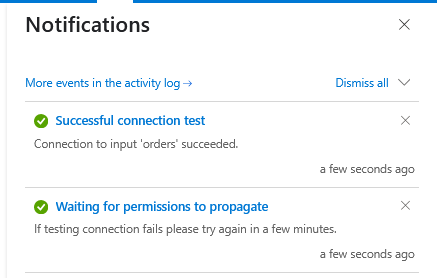 Notifications
More events in the activity log →
Dismiss all
Successful connection test
Connection to input 'orders' succeeded.
a few seconds ago
Waiting for permissions to propagate
If testing connection fails please try again in a few minutes.
a few seconds ago